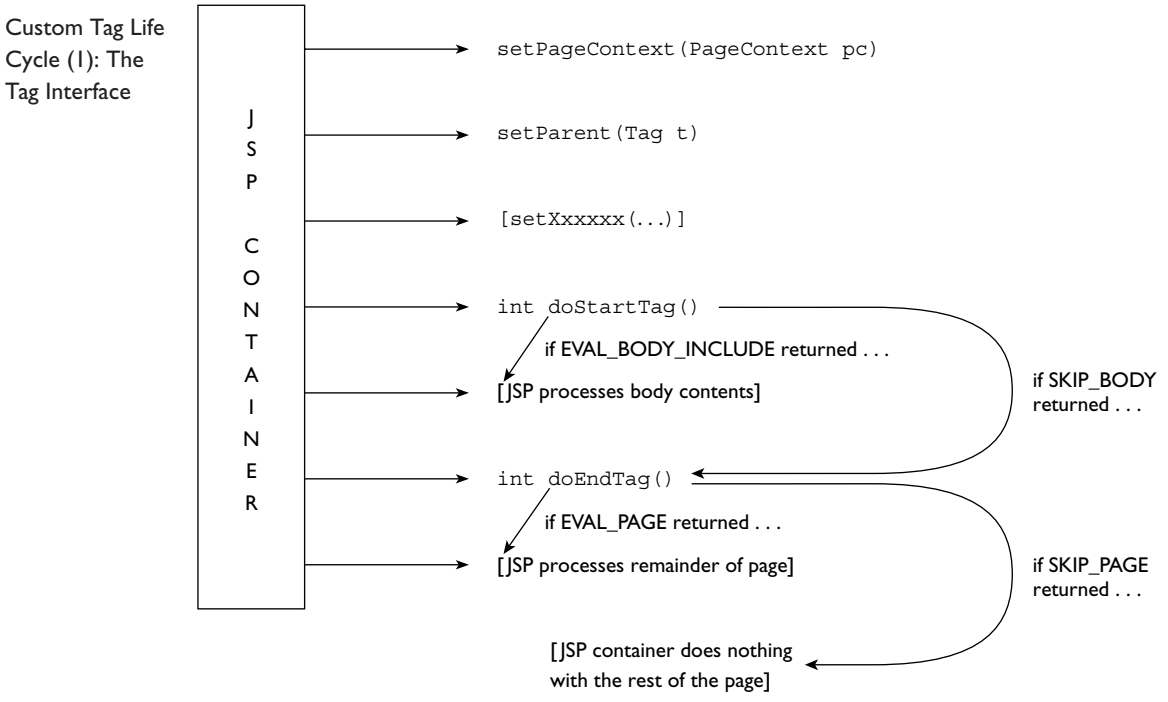 Custom Tag Life
Cycle (1): The
Tag Interface
JSP CONTAINER
setPageContext(PageContext pc)
setParent(Tag t)
[setXxxxxx(...)]
int doStartTag()
if EVAL_BODY_INCLUDE returned . . .
[JSP processes body contents]
if SKIP_BODY
returned . . .
int doEndTag()
if EVAL_PAGE returned . . .
[JSP processes remainder of page]
if SKIP_PAGE
returned . . .
[JSP container does nothing
with the rest of the page]